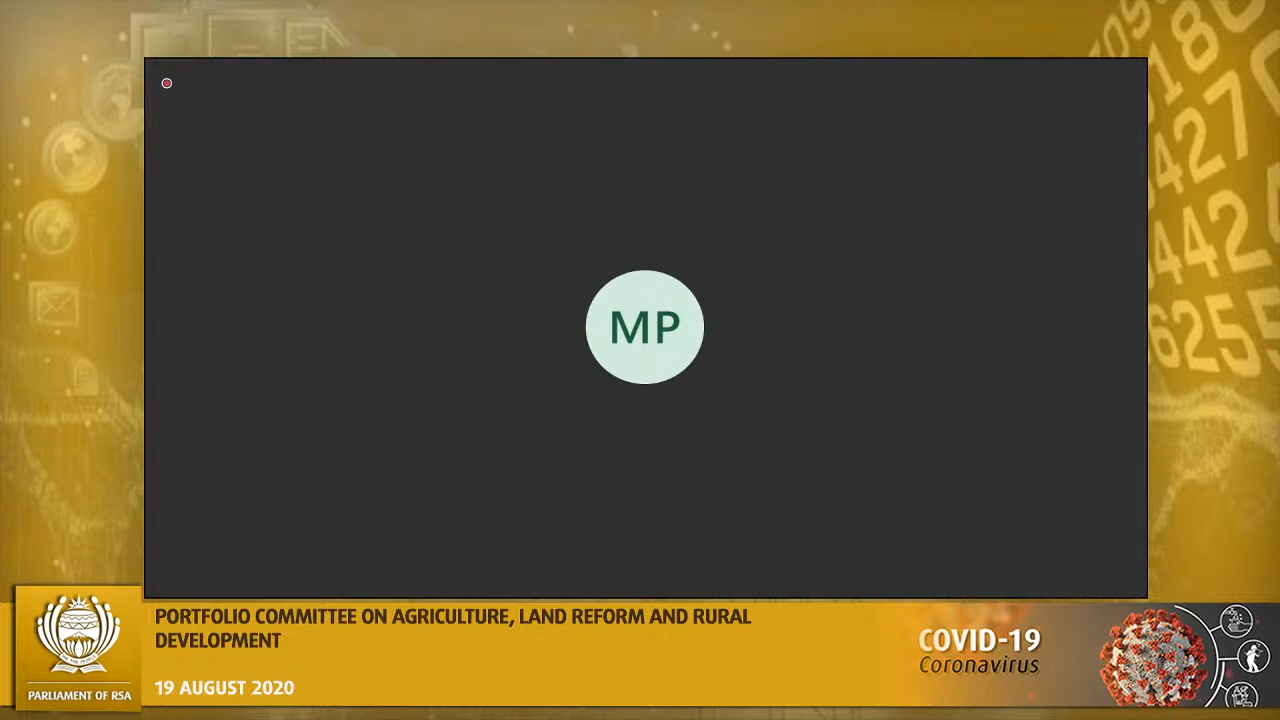 MP
PORTFOLIO COMMITTEE ON AGRICULTURE, LAND REFORM AND RURAL
DEVELOPMENT
19 AUGUST 2020
PARLIAMENT OF RSA
COVID-19
Coronavirus